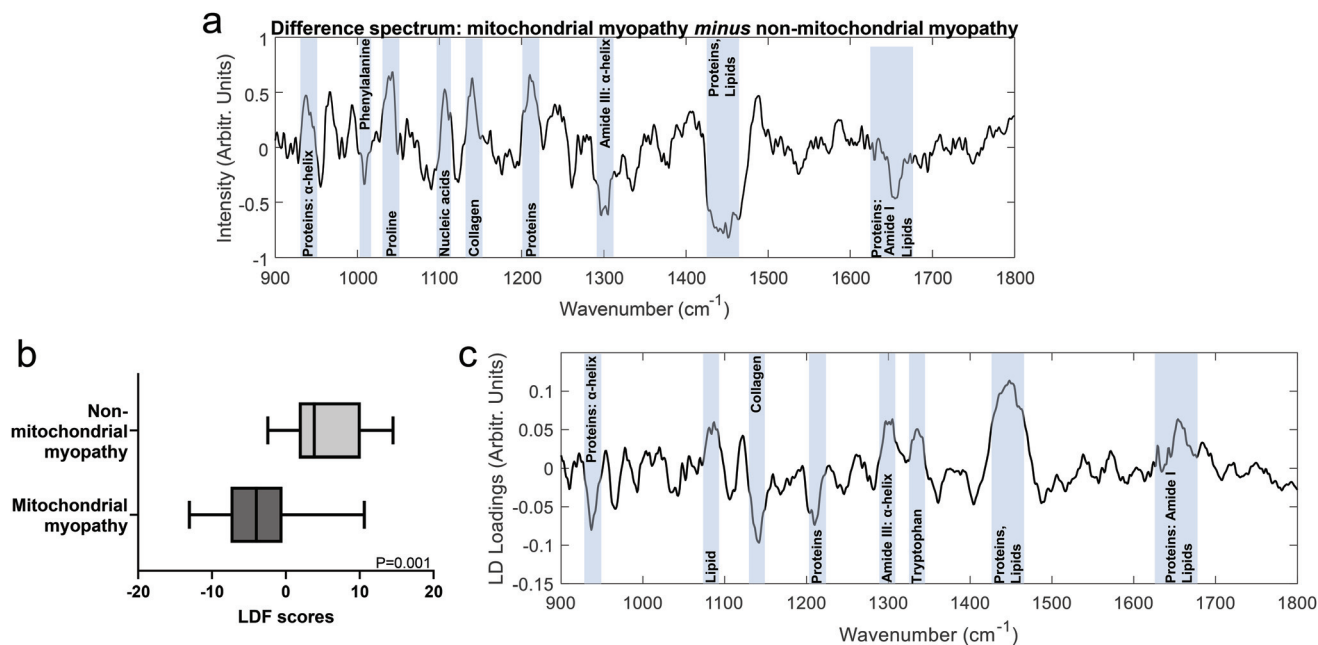 a
Difference spectrum: mitochondrial myopathy minus non-mitochondrial myopathy
Intensity (Arbitr. Units)
1
0.5
0
-0.5
-1
Proteins: α-helix
Phenylalanine
Proline
Nucleic acids
Collagen
Proteins
Amide III: α-helix
Proteins,
Lipids
Proteins:
Amide I
Lipids
900 1000 1100 1200 1300 1400 1500 1600 1700 1800
Wavenumber (cm-1)
b
Non-
mitochondrial
myopathy
Mitochondrial
myopathy
P=0.001
-20 -10 0 10 20
LDF scores
c
LD Loadings (Arbitr. Units)
0.1
0.05
0
-0.05
-0.1
-0.15
Proteins: α-helix
Lipid
Collagen
Proteins
Amide III: α-helix
Tryptophan
Proteins,
Lipids
Proteins: Amide I
Lipids
900 1000 1100 1200 1300 1400 1500 1600 1700 1800
Wavenumber (cm-1)